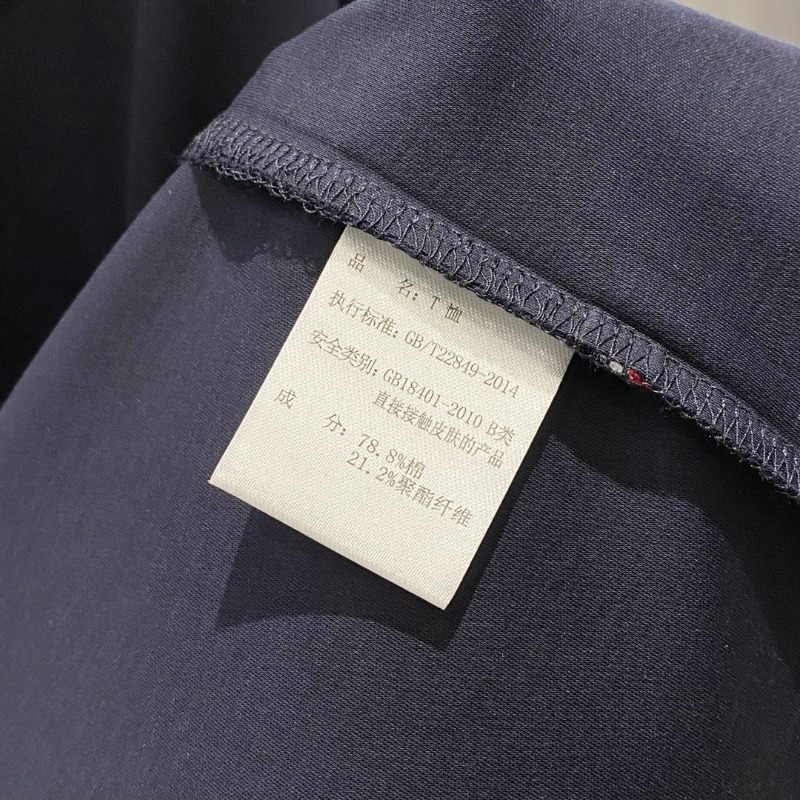 品 名：T恤
执行标准：GB/T22849-2014
安全类别：GB18401-2010 B类
直接接触皮肤的产品
成 分：78.8%棉
21.2%聚酯纤维